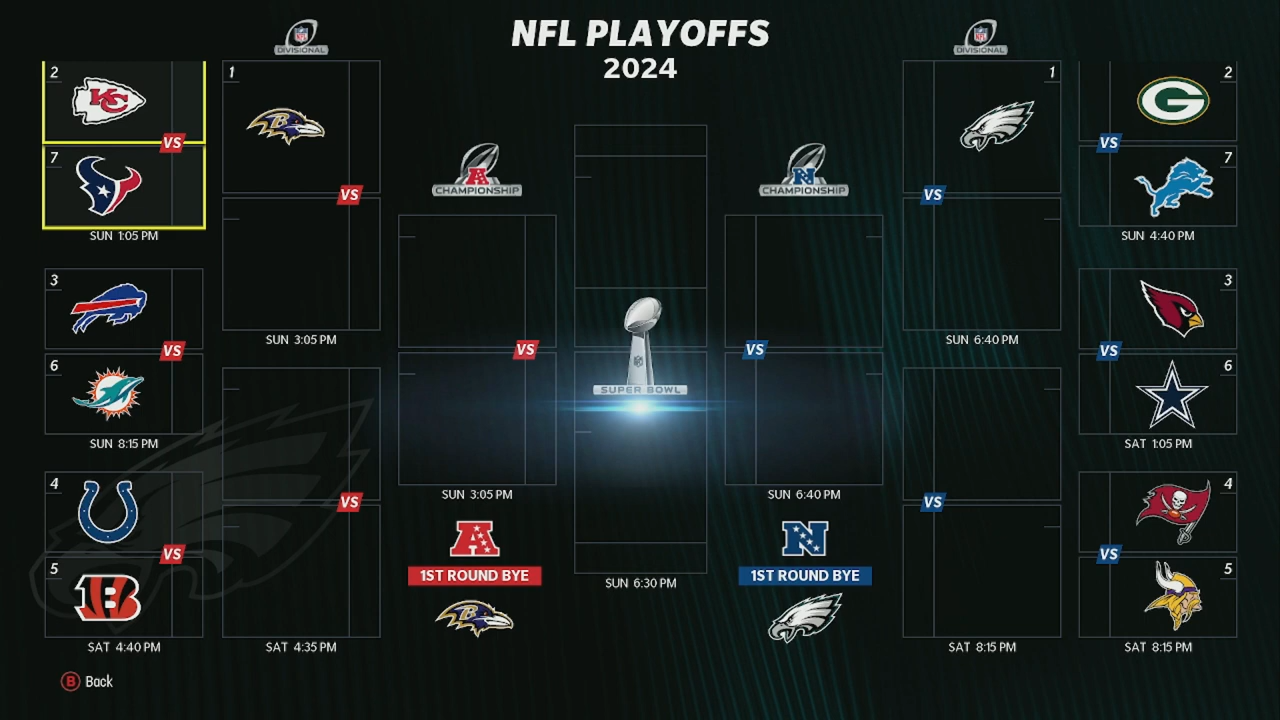 NFL PLAYOFFS
2024
DIVISIONAL
DIVISIONAL
2
VS
7
SUN 1:05 PM
3
VS
6
SUN 8:15 PM
4
VS
5
SAT 4:40 PM
1
VS
SUN 3:05 PM
VS
SAT 4:35 PM
CHAMPIONSHIP
VS
SUN 3:05 PM
1ST ROUND BYE
SUPER BOWL
SUN 6:30 PM
CHAMPIONSHIP
VS
SUN 6:40 PM
1ST ROUND BYE
1
VS
SUN 6:40 PM
VS
SAT 8:15 PM
2
VS
7
SUN 4:40 PM
3
VS
6
SAT 1:05 PM
4
VS
5
SAT 8:15 PM
B Back